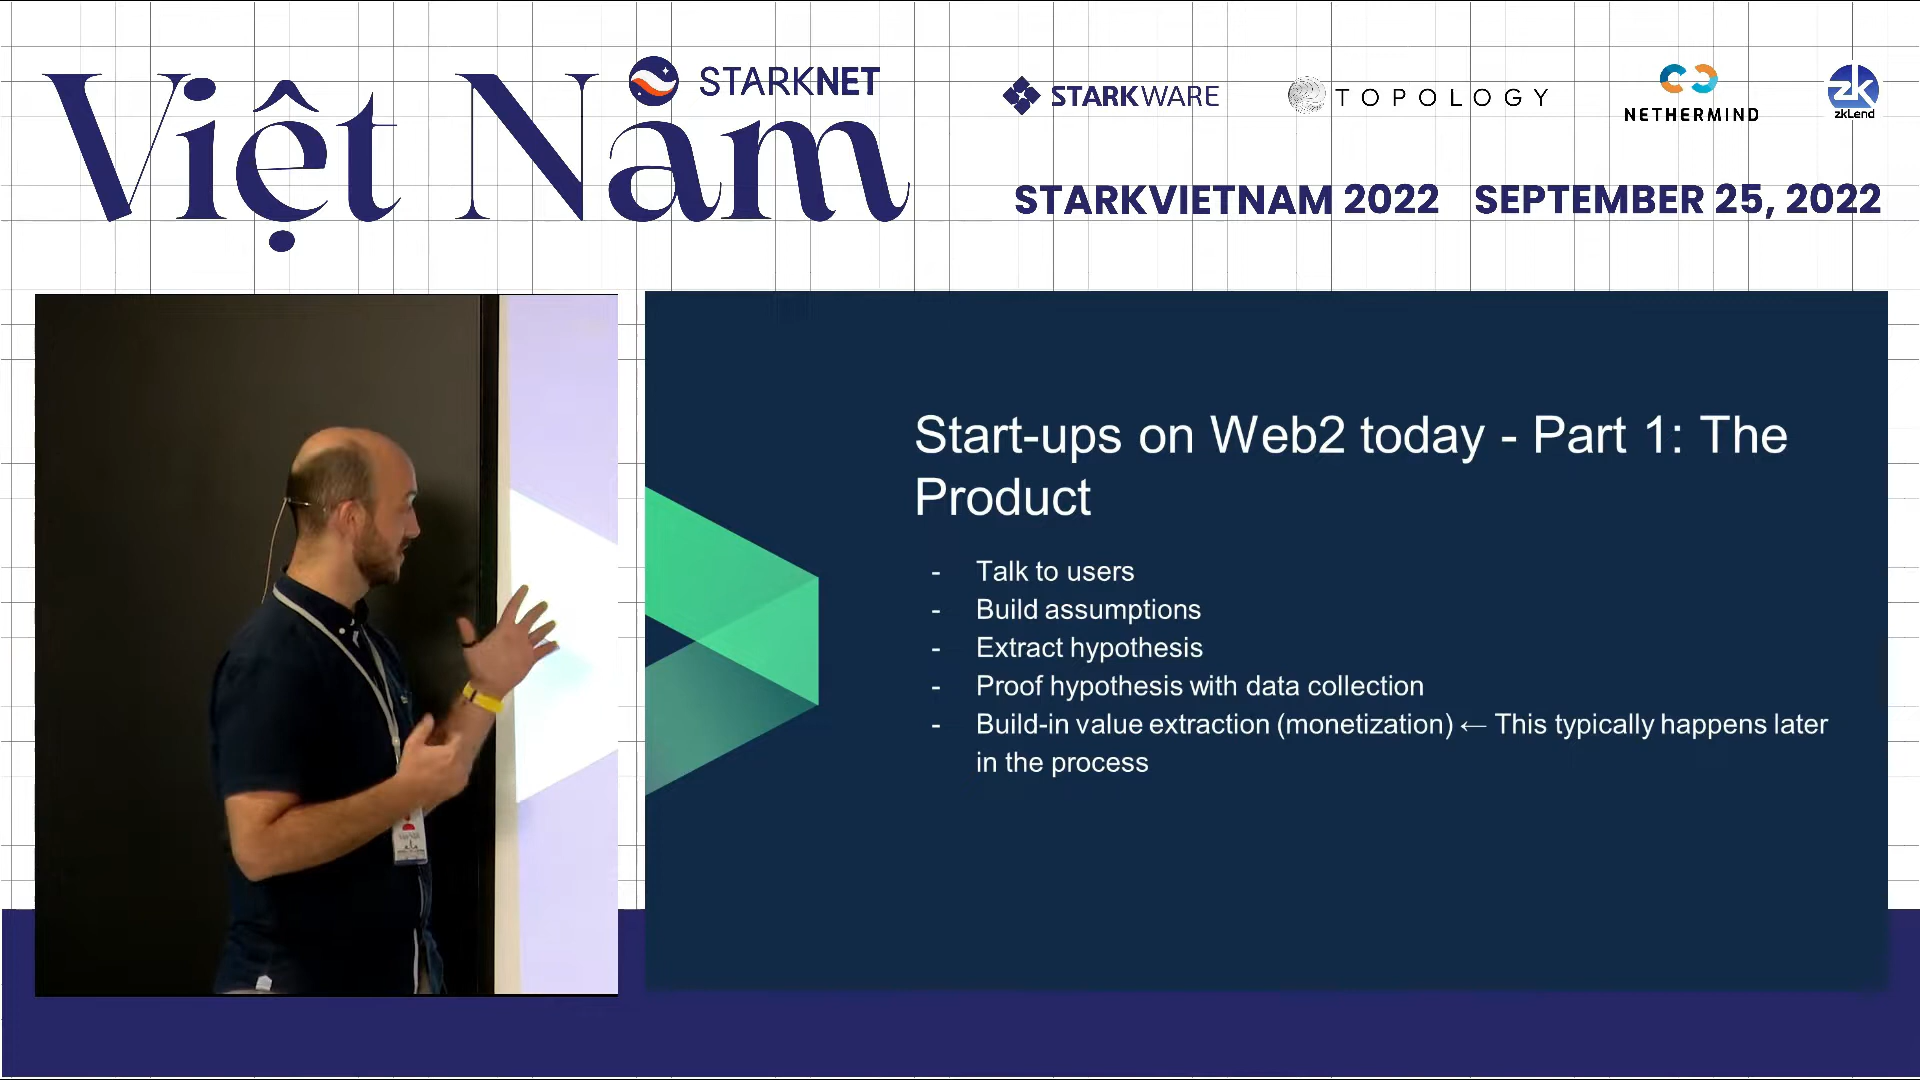 Việt Nam
STARKNET
STARKWARE
TOPOLOGY
NETHERMIND
zk
zkLend
STARKVIETNAM 2022 SEPTEMBER 25, 2022
Start-ups on Web2 today - Part 1: The
Product
- Talk to users
- Build assumptions
- Extract hypothesis
- Proof hypothesis with data collection
- Build-in value extraction (monetization) ← This typically happens later
in the process